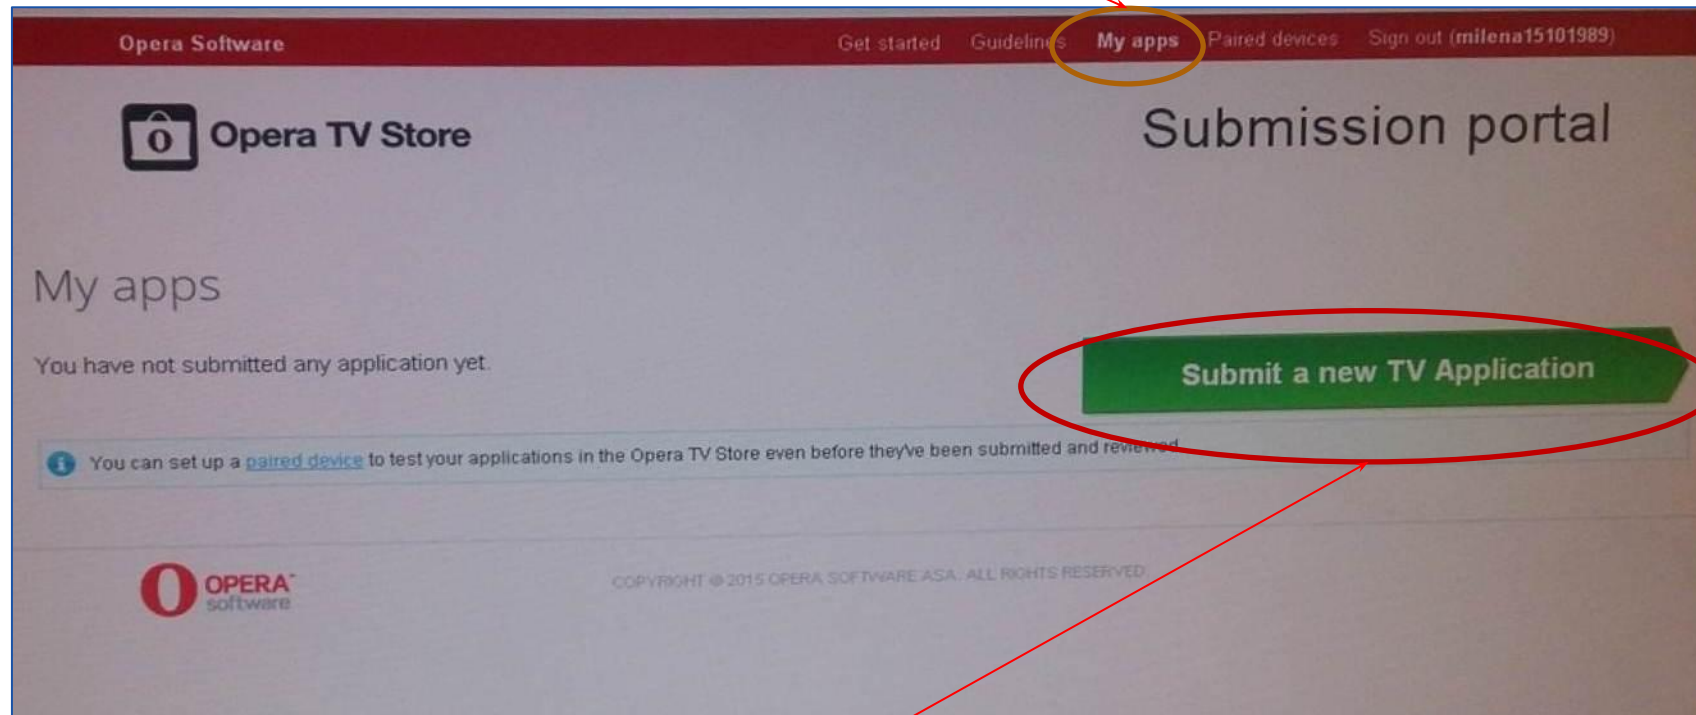 Opera Software Get started Guidelines My apps Paired devices Sign out (milena15101989)
Opera TV Store
Submission portal
My apps
You have not submitted any application yet.
Submit a new TV Application
You can set up a paired device to test your applications in the Opera TV Store even before they've been submitted and reviewed.
OPERA
software
COPYRIGHT © 2015 OPERA SOFTWARE ASA. ALL RIGHTS RESERVED.